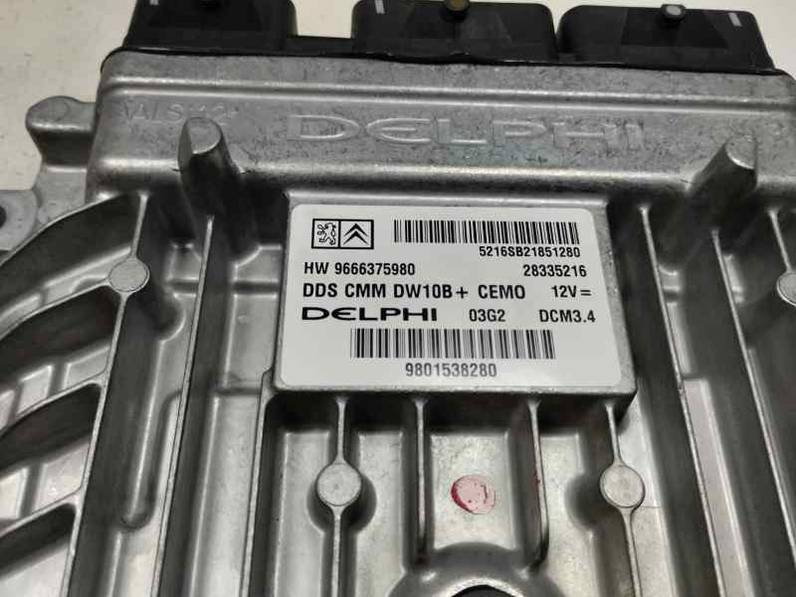 DELPHI
5216SB21851280
HW 9666375980 28335216
DDS CMM DW10B+ CEMO 12V=
DELPHI 03G2 DCM3.4
9801538280